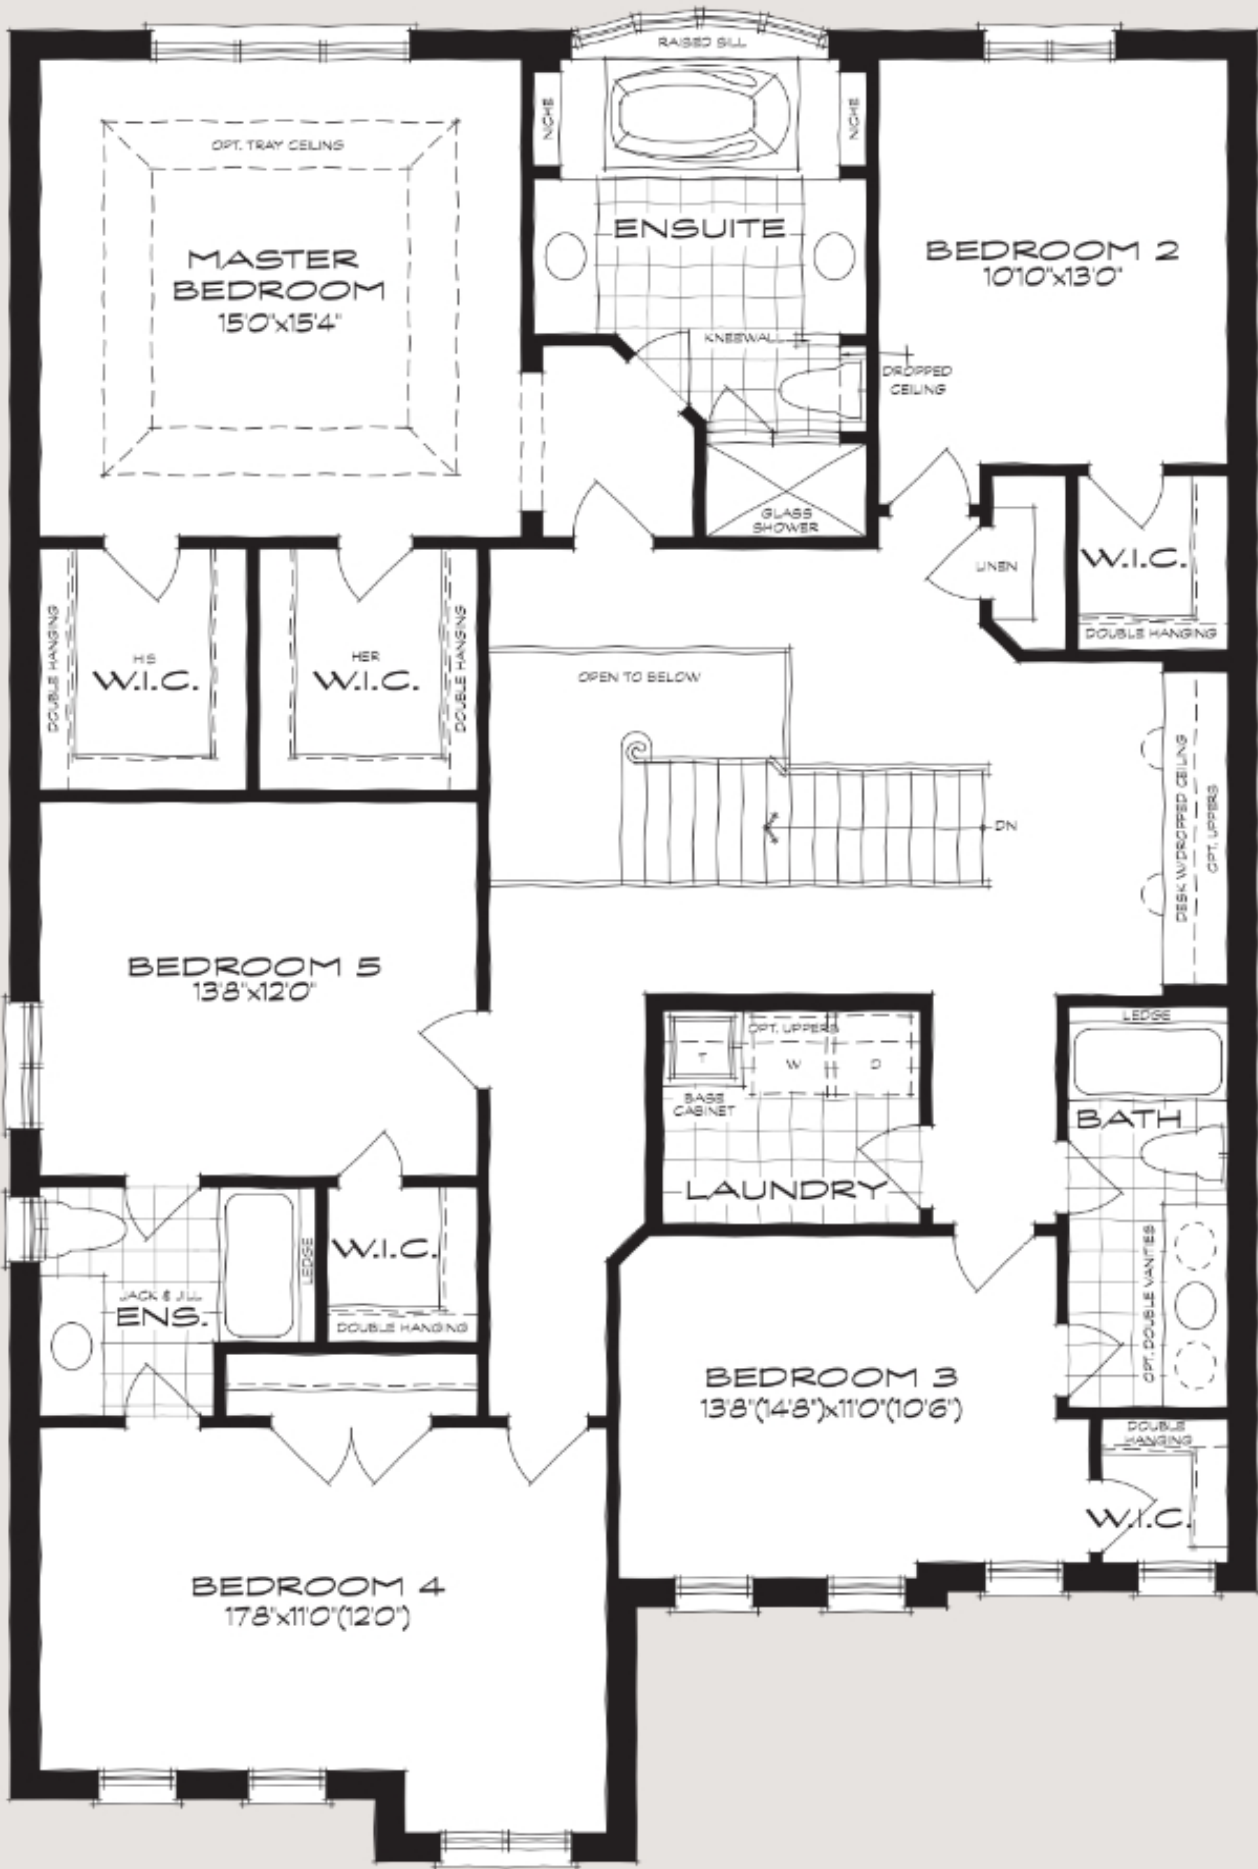 RAISED SILL
NICHE
NICHE
OPT. TRAY CEILING
MASTER
BEDROOM
15'0"x15'4"
ENSUITE
BEDROOM 2
10'10"x13'0"
KNEEWALL
DROPPED
CEILING
GLASS
SHOWER
LINEN
W.I.C.
DOUBLE HANGING
DOUBLE HANGING
HIS
W.I.C.
HER
W.I.C.
DOUBLE HANGING
OPEN TO BELOW
DN
DESK W/DROPPED CEILING
OPT. UPPERS
BEDROOM 5
13'8"x12'0"
OPT. UPPERS
T
W
D
BASE
CABINET
LAUNDRY
LEDGE
BATH
OPT. DOUBLE VANITIES
JACK & JILL
ENS.
LEDGE
W.I.C.
DOUBLE HANGING
BEDROOM 3
13'8"(14'8")x11'0"(10'6")
DOUBLE
HANGING
W.I.C.
BEDROOM 4
17'8"x11'0"(12'0")